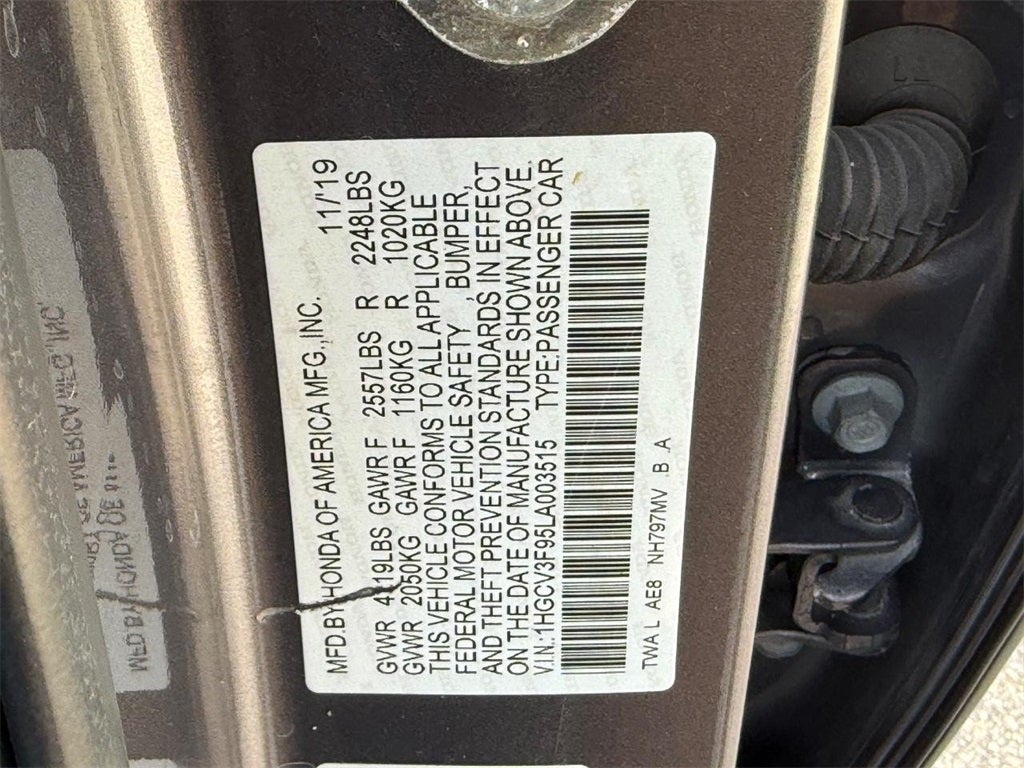 MFD.BY HONDA OF AMERICA MFG.,INC. 11/'19
GVWR 4519LBS GAWR F 2557LBS R 2248LBS
GWWR 2050KG GAWR F 1160KG R 1020KG
THIS VEHICLE CONFORMS TO ALL APPLICABLE
FEDERAL MOTOR VEHICLE SAFETY , BUMPER,
AND THEFT PREVENTION STANDARDS IN EFFECT
ON THE DATE OF MANUFACTURE SHOWN ABOVE.
V.I.N.:1HGCV3F95LA003515 TYPE:PASSENGER CAR
TWA L AE8 NH797MV .B .A